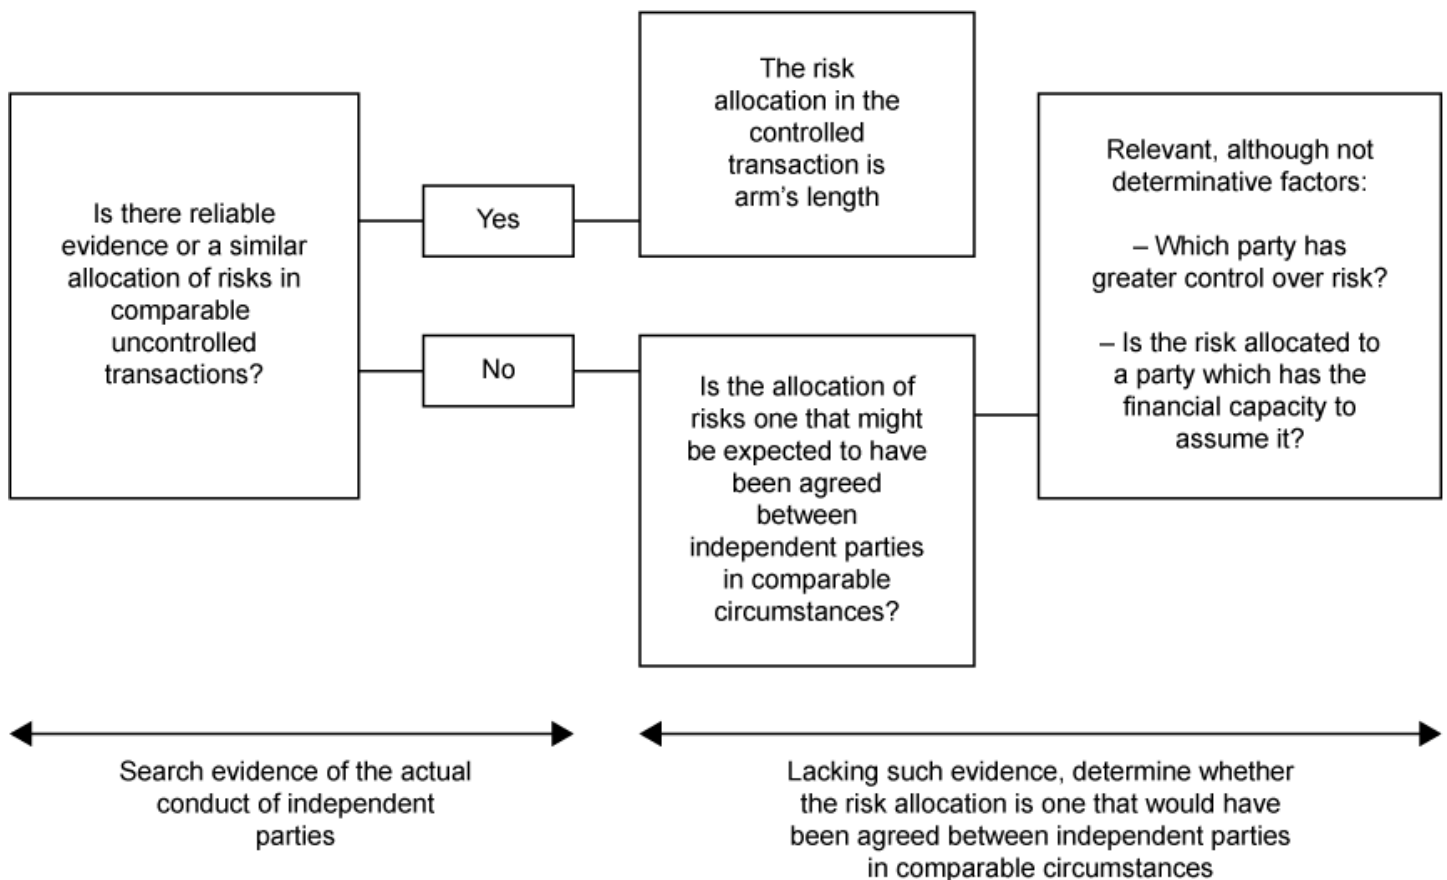 Is there reliable
evidence or a similar
allocation of risks in
comparable
uncontrolled
transactions?
Yes
The risk
allocation in the
controlled
transaction is
arm's length
No
Is the allocation of
risks one that might
be expected to have
been agreed
between
independent parties
in comparable
circumstances?
Relevant, although not
determinative factors:
– Which party has
greater control over risk?
– Is the risk allocated to
a party which has the
financial capacity to
assume it?
Search evidence of the actual
conduct of independent
parties
Lacking such evidence, determine whether
the risk allocation is one that would have
been agreed between independent parties
in comparable circumstances